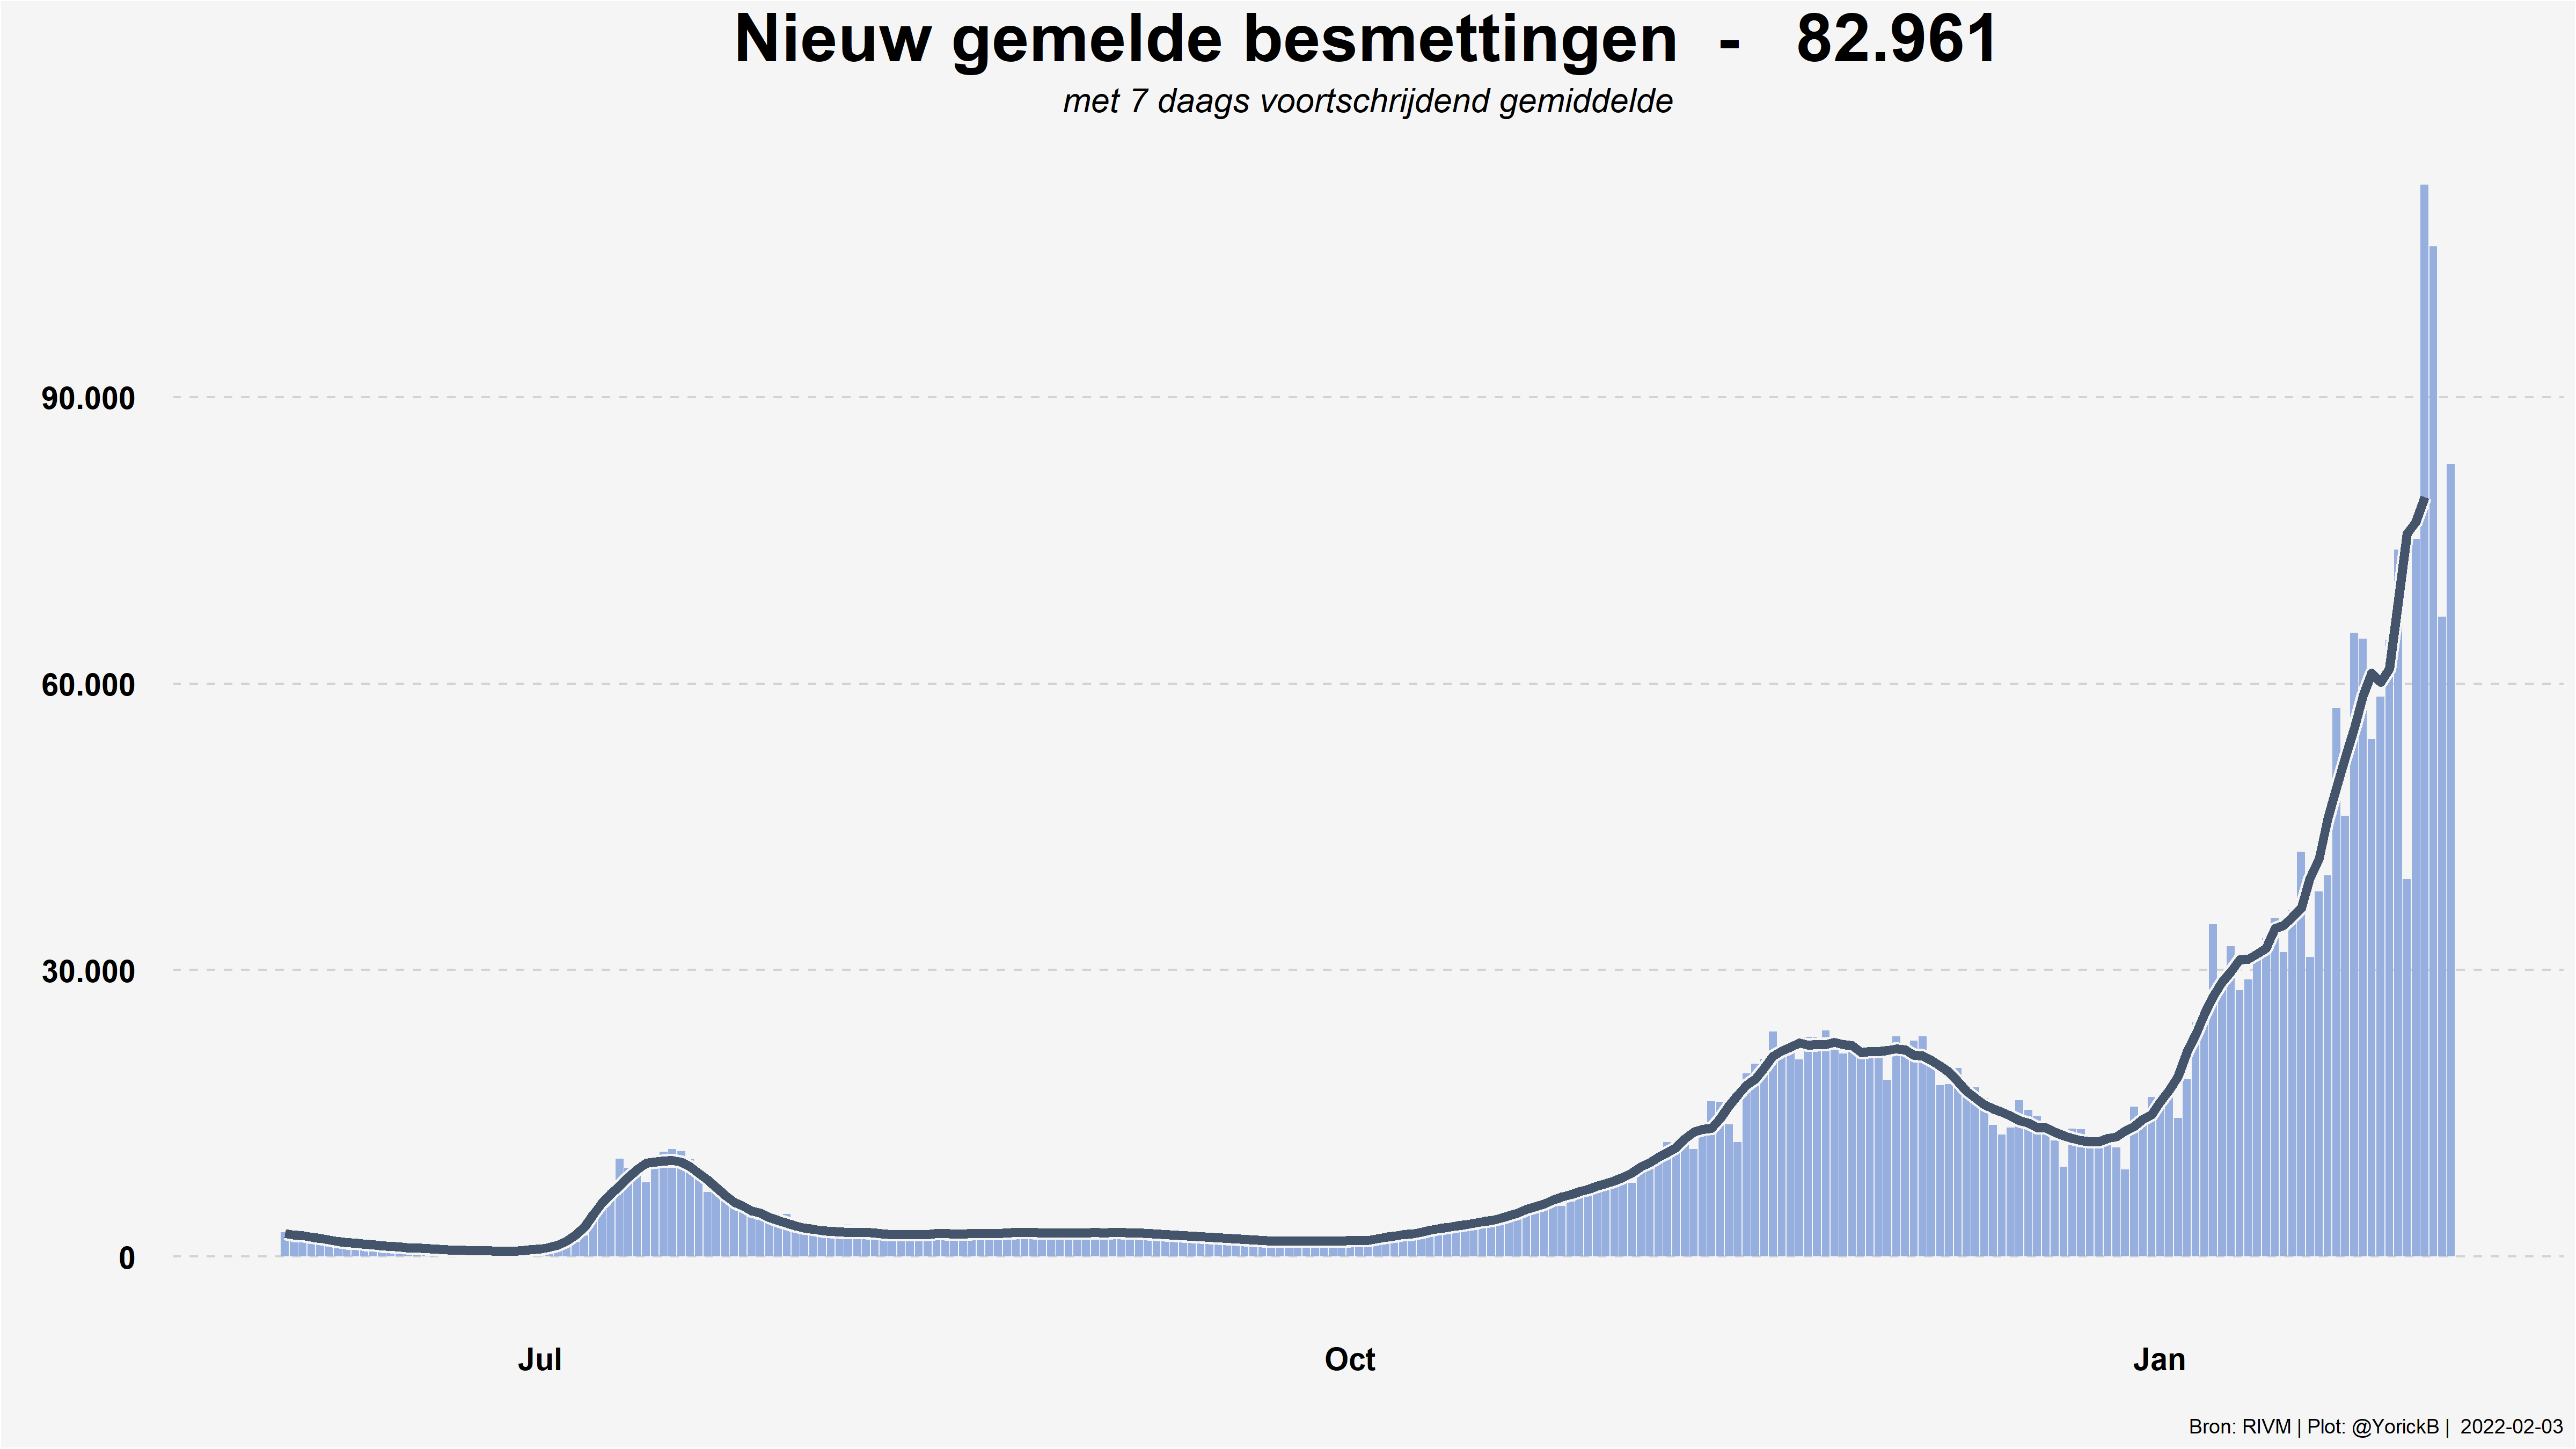 Nieuw gemelde besmettingen - 82.961
met 7 daags voortschrijdend gemiddelde
90.000
60.000
30.000
0
Jul Oct Jan
Bron: RIVM | Plot: @YorickB | 2022-02-03